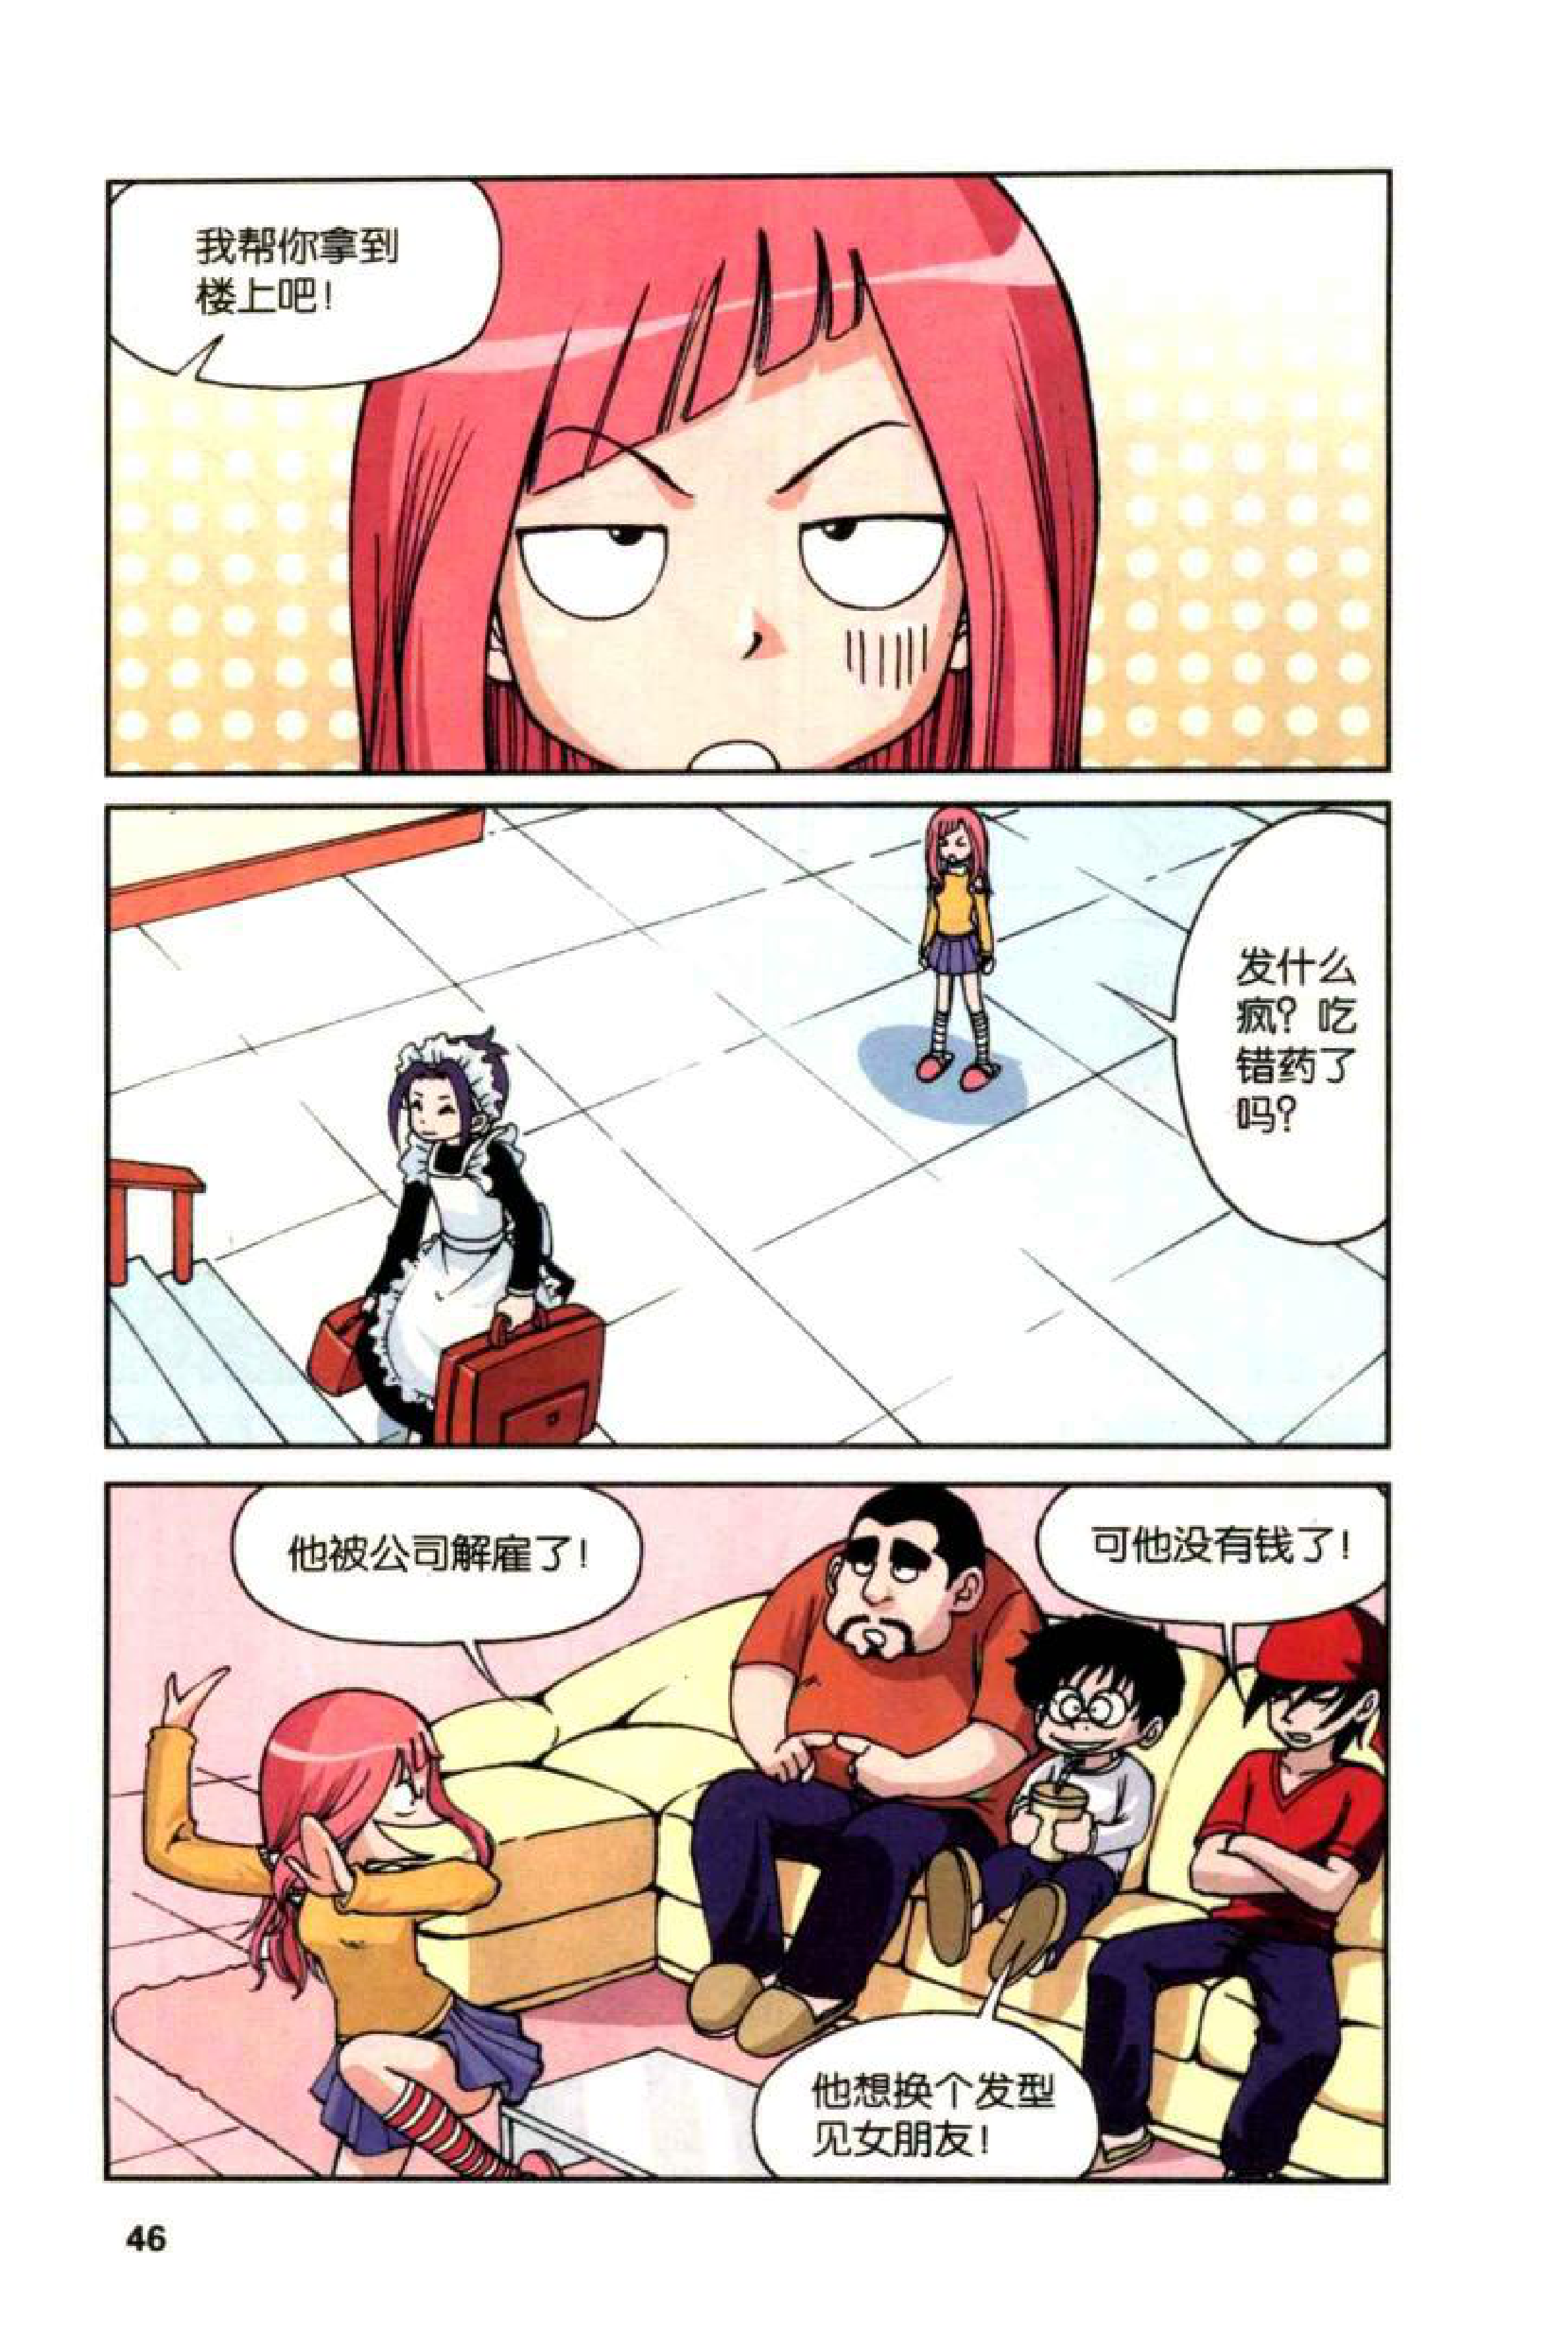 我帮你拿到
楼上吧！
发什么
疯？吃
错药了
吗？
他被公司解雇了！
可他没有钱了！
他想换个发型
见女朋友！
46